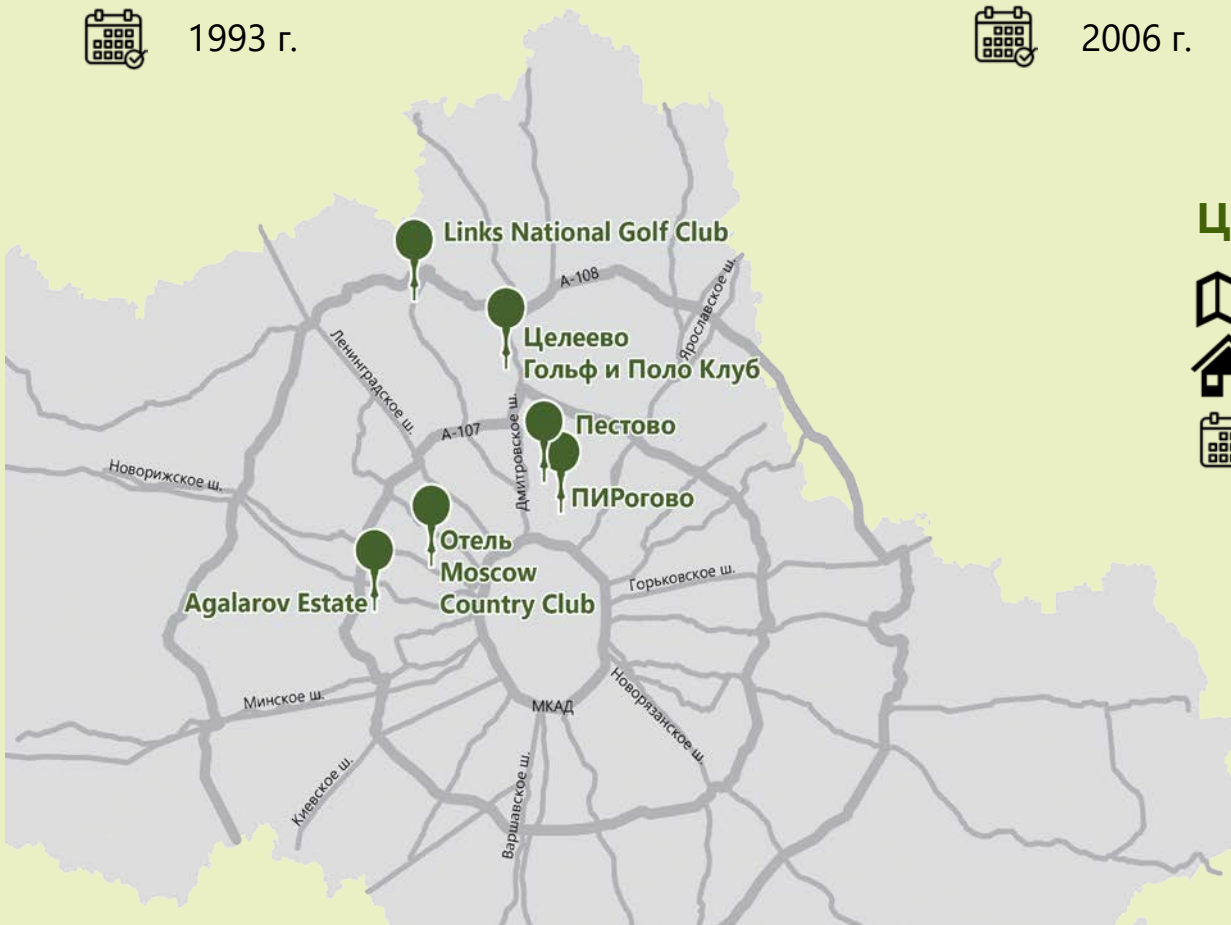 1993 г.
2006 г.
Links National Golf Club
А-108
Ярославское ш.
Ц
Целеево
Гольф и Поло Клуб
Ленинградское ш.
А-107
Дмитровское ш.
Пестово
Новорижское ш.
ПИРогово
Отель
Moscow
Country Club
Горьковское ш.
Agalarov Estate
Минское ш.
МКАД
Новорязанское ш.
Киевское ш.
Варшавское ш.